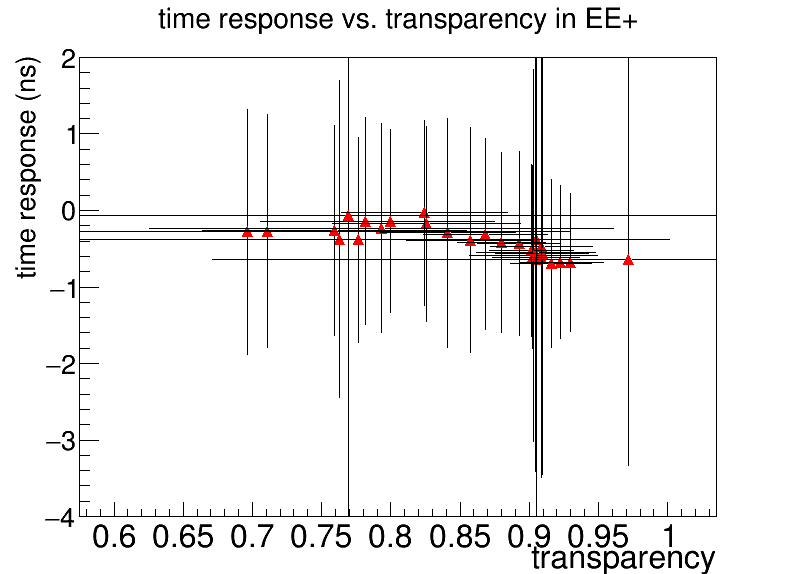 time response vs. transparency in EE+
time response (ns)
2
1
0
−1
−2
−3
−4
0.6 0.65 0.7 0.75 0.8 0.85 0.9 0.95 1
transparency